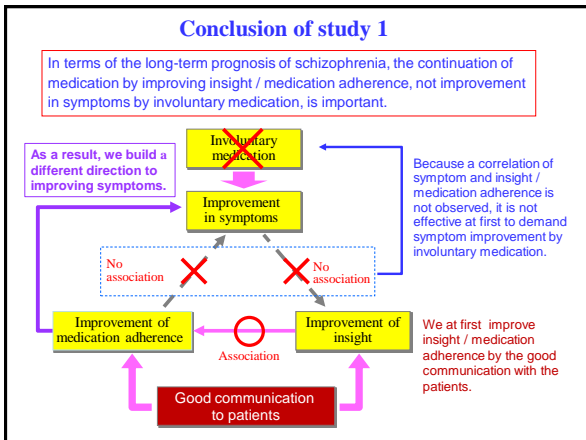 Conclusion of study 1
In terms of the long-term prognosis of schizophrenia, the continuation
of medication by improving insight / medication adherence, not improvement
in symptoms by involuntary medication, is important.
As a result, we build a
different direction to
improving symptoms.
Involuntary
medication
Improvement
in symptoms
Because a correlation of
symptom and insight /
/ medication adherence is
not observed, it is not
effective at first to demand
symptom improvement by
involuntary medication.
No
association
No
association
Improvement of
medication adherence
Association
Improvement of
insight
We at first improve
insight / medication
adherence by the good
communication with the
patients.
Good communication
to patients